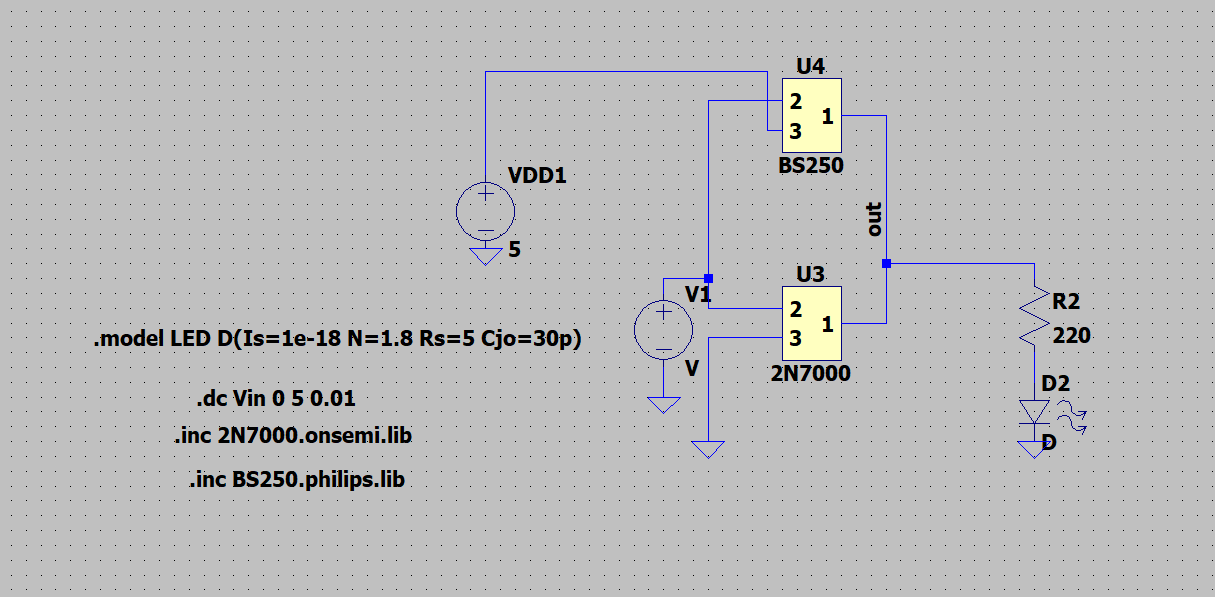 U4
2
1
3
BS250
VDD1
5
out
U3
V1
2
1
3
V
2N7000
R2
220
D2
D
.model LED D(Is=1e-18 N=1.8 Rs=5 Cjo=30p)
.dc Vin 0 5 0.01
.inc 2N7000.onsemi.lib
.inc BS250.philips.lib